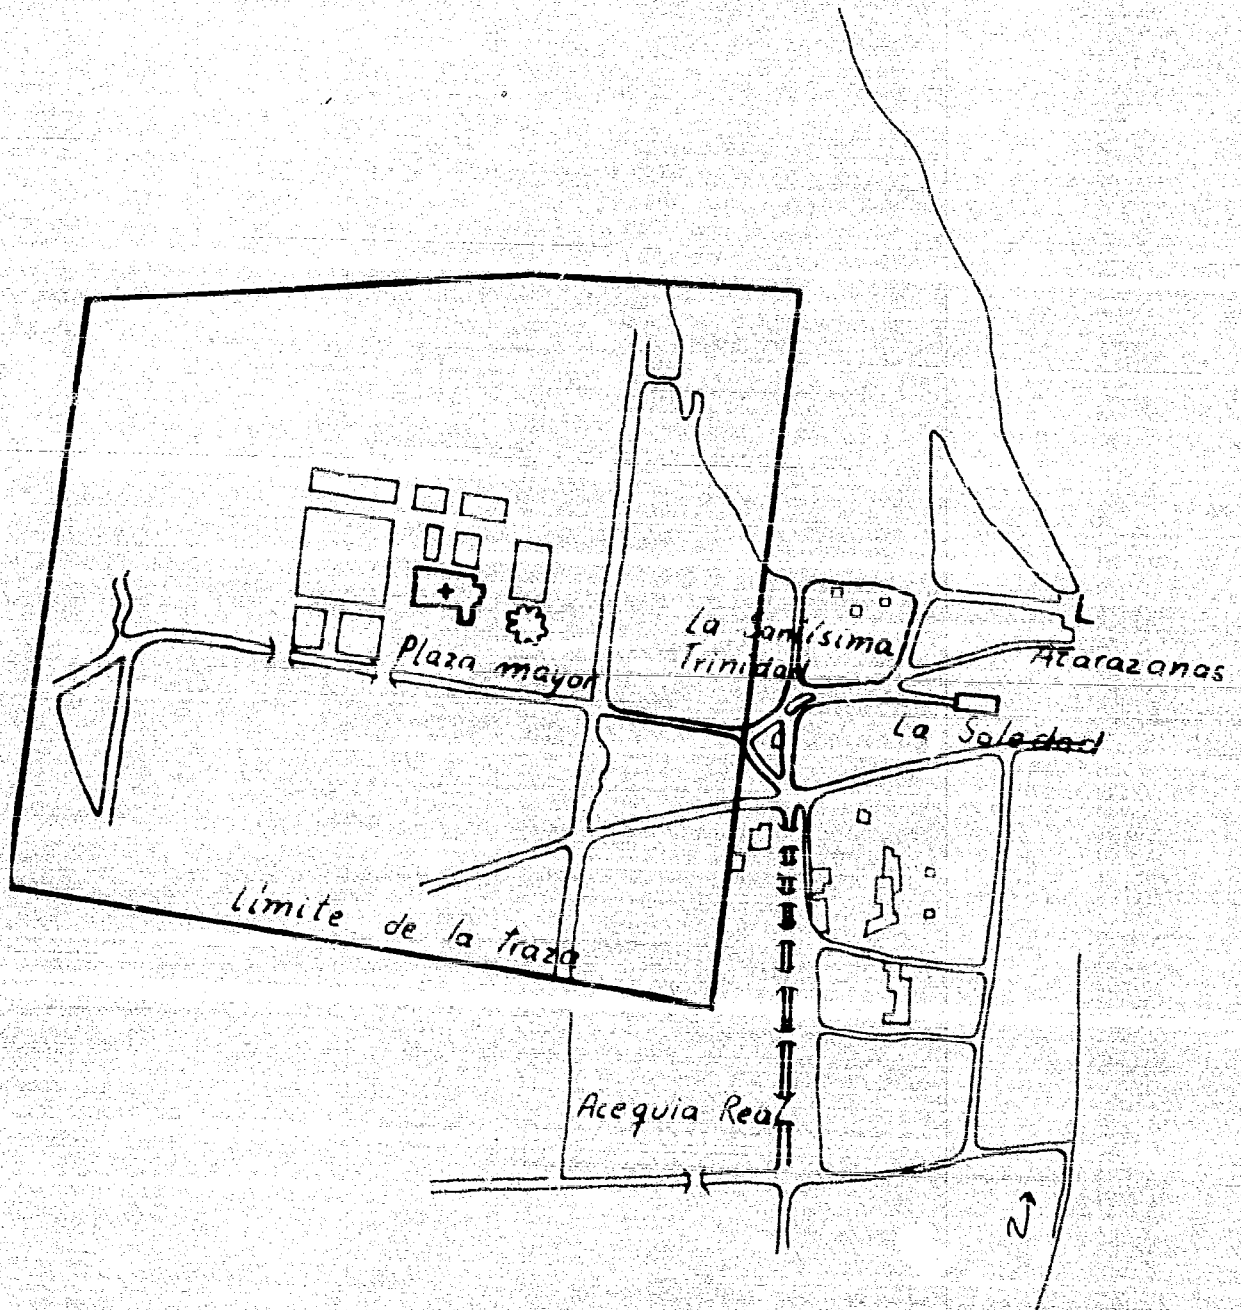 La Santísima
Trinidad
Plaza mayor
Atarazanas
La Soledad
límite de la traza
Acequia Real
N